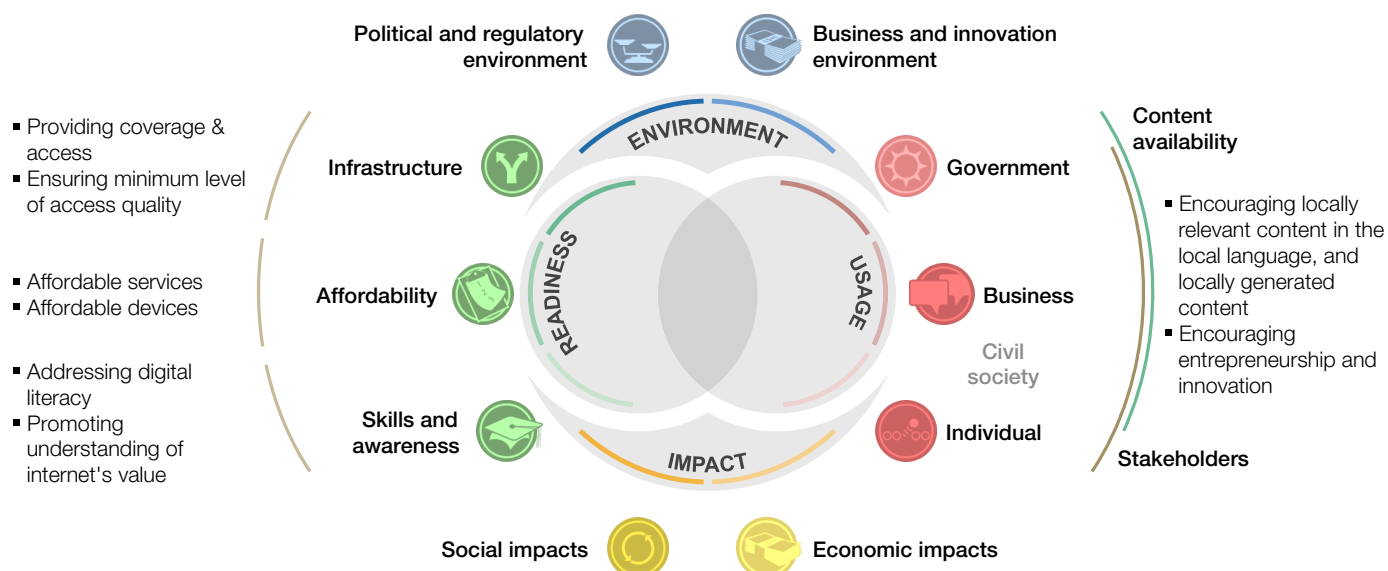 Political and regulatory
environment
Business and innovation
environment
ENVIRONMENT
▪ Providing coverage &
access
▪ Ensuring minimum level
of access quality
Infrastructure
▪ Affordable services
▪ Affordable devices
Affordability
▪ Addressing digital
literacy
▪ Promoting
understanding of
internet's value
Skills and
awareness
READINESS
USAGE
Government
Business
Civil
society
Individual
Content
availability
▪ Encouraging locally
relevant content in the
local language, and
locally generated
content
▪ Encouraging
entrepreneurship and
innovation
Stakeholders
IMPACT
Social impacts
Economic impacts